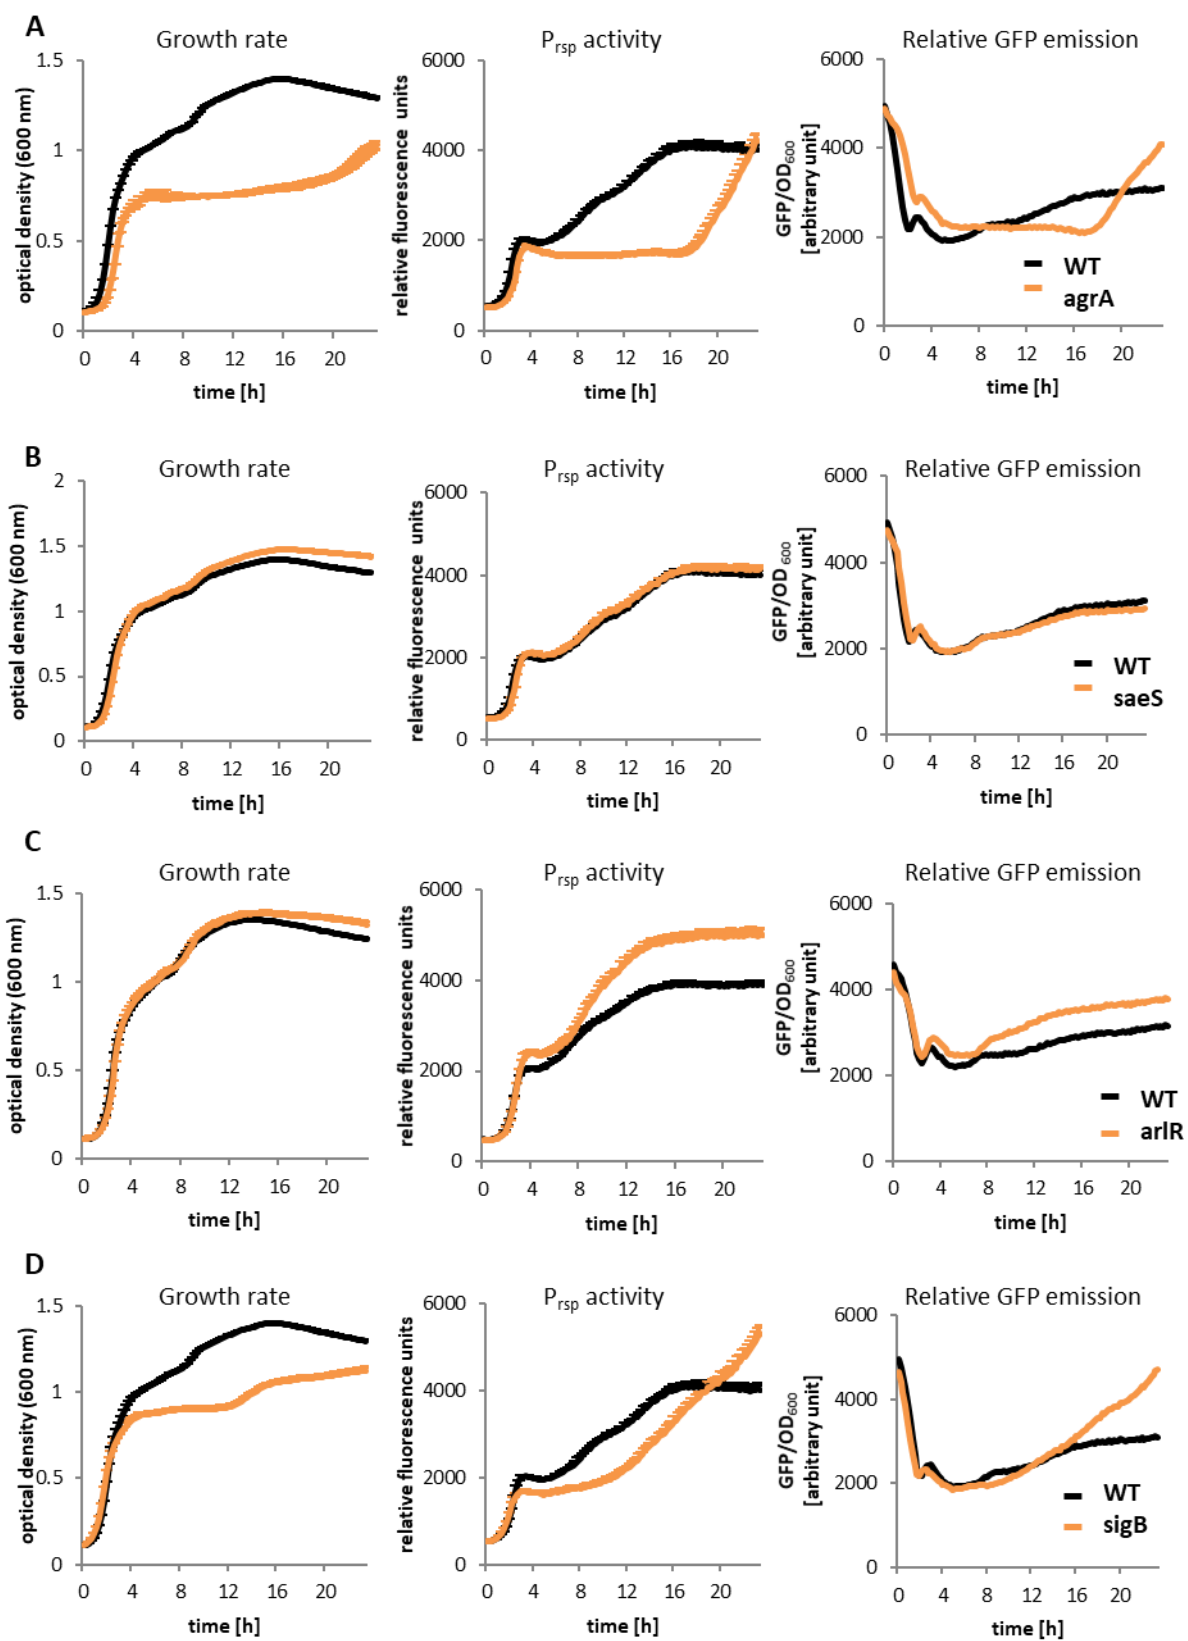 A
Growth rate
Prsp activity
Relative GFP emission
optical density (600 nm)
1.5
1
0.5
0
0 4 8 12 16 20
time [h]
relative fluorescence units
6000
4000
2000
0
0 4 8 12 16 20
time [h]
GFP/OD600
[arbitrary unit]
6000
4000
2000
0
0 4 8 12 16 20
time [h]
WT
agrA
B
Growth rate
Prsp activity
Relative GFP emission
optical density (600 nm)
2
1.5
1
0.5
0
0 4 8 12 16 20
time [h]
relative fluorescence units
6000
4000
2000
0
0 4 8 12 16 20
time [h]
GFP/OD600
[arbitrary unit]
6000
4000
2000
0
0 4 8 12 16 20
time [h]
WT
saeS
C
Growth rate
Prsp activity
Relative GFP emission
optical density (600 nm)
1.5
1
0.5
0
0 4 8 12 16 20
time [h]
relative fluorescence units
6000
4000
2000
0
0 4 8 12 16 20
time [h]
GFP/OD600
[arbitrary unit]
6000
4000
2000
0
0 4 8 12 16 20
time [h]
WT
arlR
D
Growth rate
Prsp activity
Relative GFP emission
optical density (600 nm)
1.5
1
0.5
0
0 4 8 12 16 20
time [h]
relative fluorescence units
6000
4000
2000
0
0 4 8 12 16 20
time [h]
GFP/OD600
[arbitrary unit]
6000
4000
2000
0
0 4 8 12 16 20
time [h]
WT
sigB